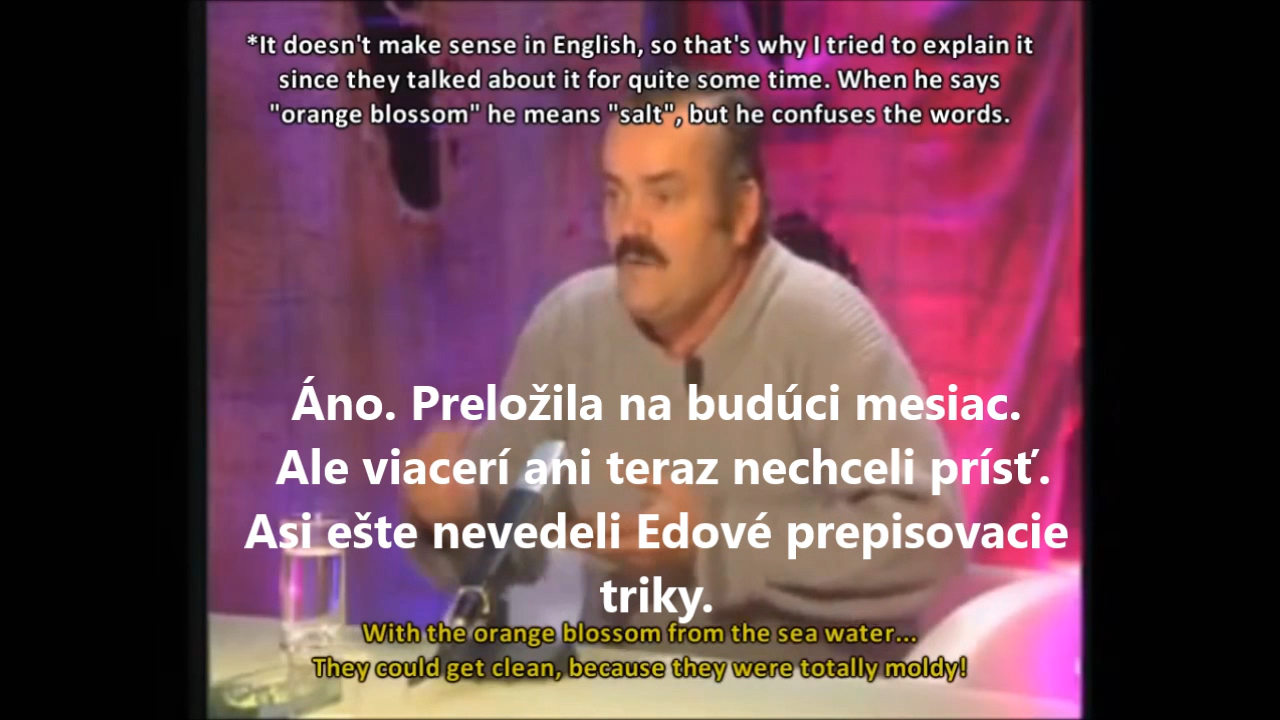 *It doesn't make sense in English, so that's why I tried to explain it
since they talked about it for quite some time. When he says
"orange blossom" he means "salt", but he confuses the words.
Áno. Preložila na budúci mesiac.
Ale viacerí ani teraz nechceli prísť.
Asi ešte nevedeli Edové prepisovacie
triky.
With the orange blossom from the sea water...
They could get clean, because they were totally moldy!